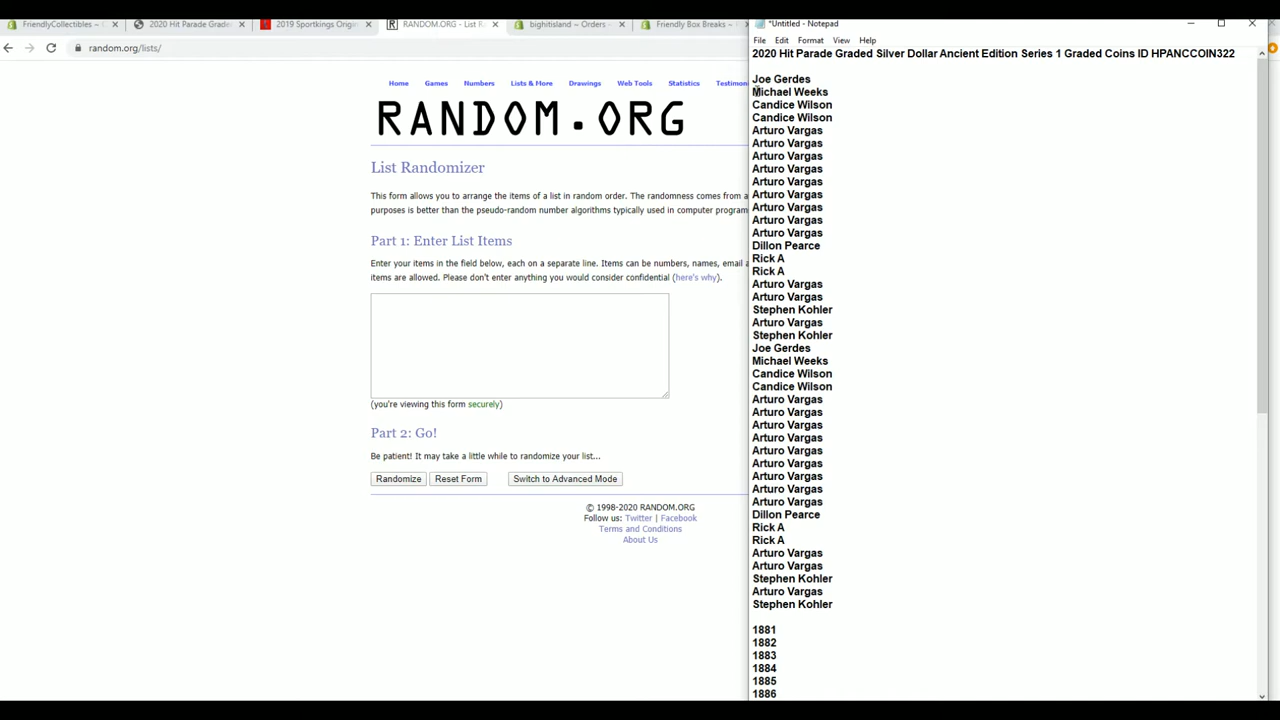 FriendlyCollectibles –
2020 Hit Parade Graded
2019 Sportkings Origin
RANDOM.ORG - List R
bighitisland ~ Orders ~
Friendly Box Breaks ~
random.org/lists/
Home Games Numbers Lists & More Drawings Web Tools Statistics Testimon
RANDOM.ORG
List Randomizer
This form allows you to arrange the items of a list in random order. The randomness comes from a
purposes is better than the pseudo-random number algorithms typically used in computer program
Part 1: Enter List Items
Enter your items in the field below, each on a separate line. Items can be numbers, names, email a
items are allowed. Please don't enter anything you would consider confidential (here's why).
(you're viewing this form securely)
Part 2: Go!
Be patient! It may take a little while to randomize your list...
Randomize Reset Form Switch to Advanced Mode
© 1998-2020 RANDOM.ORG
Follow us: Twitter | Facebook
Terms and Conditions
About Us
*Untitled - Notepad
File Edit Format View Help
2020 Hit Parade Graded Silver Dollar Ancient Edition Series 1 Graded Coins ID HPANCCOIN322
Joe Gerdes
Michael Weeks
Candice Wilson
Candice Wilson
Arturo Vargas
Arturo Vargas
Arturo Vargas
Arturo Vargas
Arturo Vargas
Arturo Vargas
Arturo Vargas
Arturo Vargas
Arturo Vargas
Dillon Pearce
Rick A
Rick A
Arturo Vargas
Arturo Vargas
Stephen Kohler
Arturo Vargas
Stephen Kohler
Joe Gerdes
Michael Weeks
Candice Wilson
Candice Wilson
Arturo Vargas
Arturo Vargas
Arturo Vargas
Arturo Vargas
Arturo Vargas
Arturo Vargas
Arturo Vargas
Arturo Vargas
Arturo Vargas
Dillon Pearce
Rick A
Rick A
Arturo Vargas
Arturo Vargas
Stephen Kohler
Arturo Vargas
Stephen Kohler
1881
1882
1883
1884
1885
1886